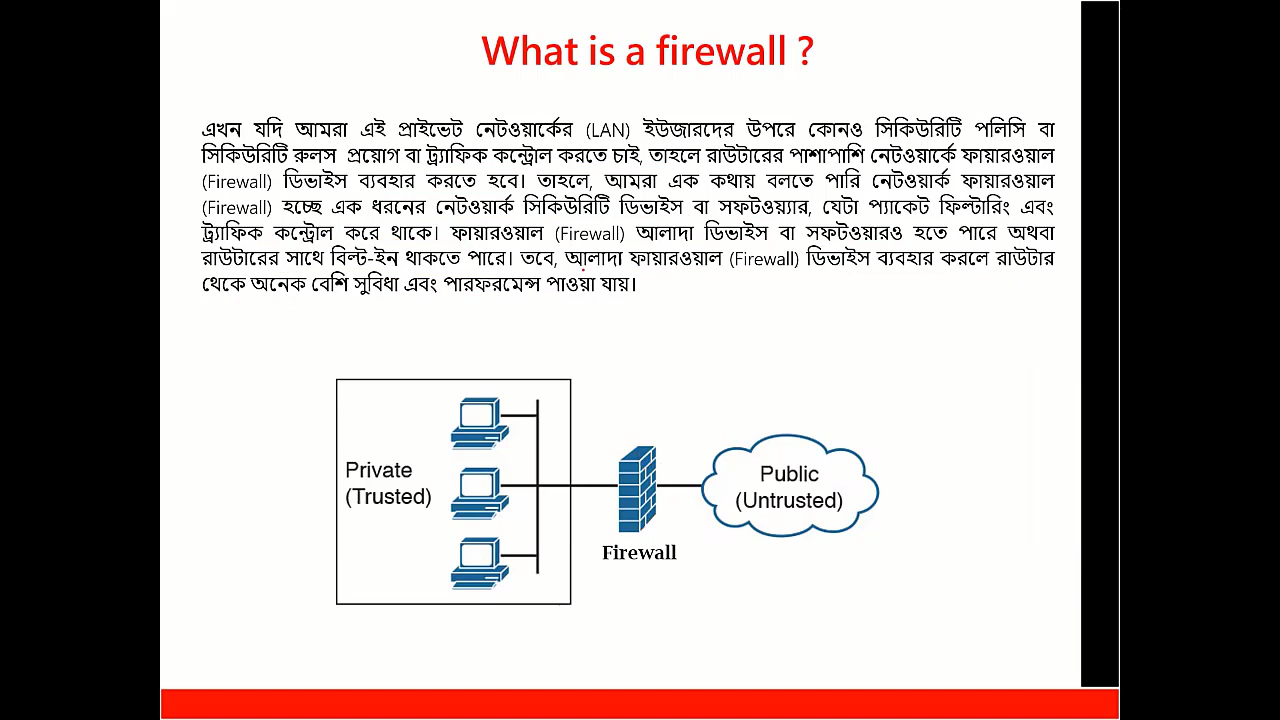 What is a firewall ?
এখন যদি আমরা এই প্রাইভেট নেটওয়ার্কের (LAN) ইউজারদের উপরে কোনও সিকিউরিটি পলিসি বা
সিকিউরিটি রুলস প্রয়োগ বা ট্র্যাফিক কন্ট্রোল করতে চাই, তাহলে রাউটারের পাশাপাশি নেটওয়ার্কে ফায়ারওয়াল
(Firewall) ডিভাইস ব্যবহার করতে হবে। তাহলে, আমরা এক কথায় বলতে পারি নেটওয়ার্ক ফায়ারওয়াল
(Firewall) হচ্ছে এক ধরনের নেটওয়ার্ক সিকিউরিটি ডিভাইস বা সফটওয়্যার, যেটা প্যাকেট ফিল্টারিং এবং
ট্র্যাফিক কন্ট্রোল করে থাকে। ফায়ারওয়াল (Firewall) আলাদা ডিভাইস বা সফটওয়ারও হতে পারে অথবা
রাউটারের সাথে বিল্ট-ইন থাকতে পারে। তবে, আলাদা ফায়ারওয়াল (Firewall) ডিভাইস ব্যবহার করলে রাউটার
থেকে অনেক বেশি সুবিধা এবং পারফরমেন্স পাওয়া যায়।
Private
(Trusted)
Firewall
Public
(Untrusted)